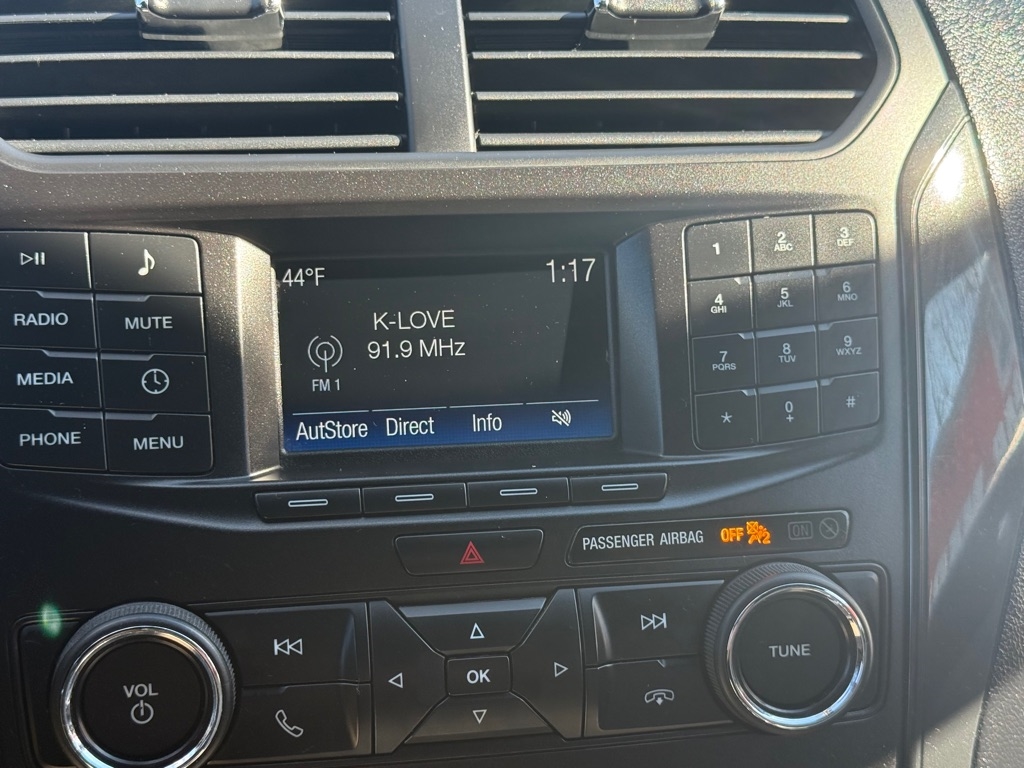 44°F 1:17
K-LOVE
91.9 MHz
FM 1
AutStore Direct Info
RADIO MUTE
MEDIA
PHONE MENU
1 2 ABC 3 DEF
4 GHI 5 JKL 6 MNO
7 PQRS 8 TUV 9 WXYZ
* 0 + #
PASSENGER AIRBAG OFF 2 ON
VOL
OK
TUNE